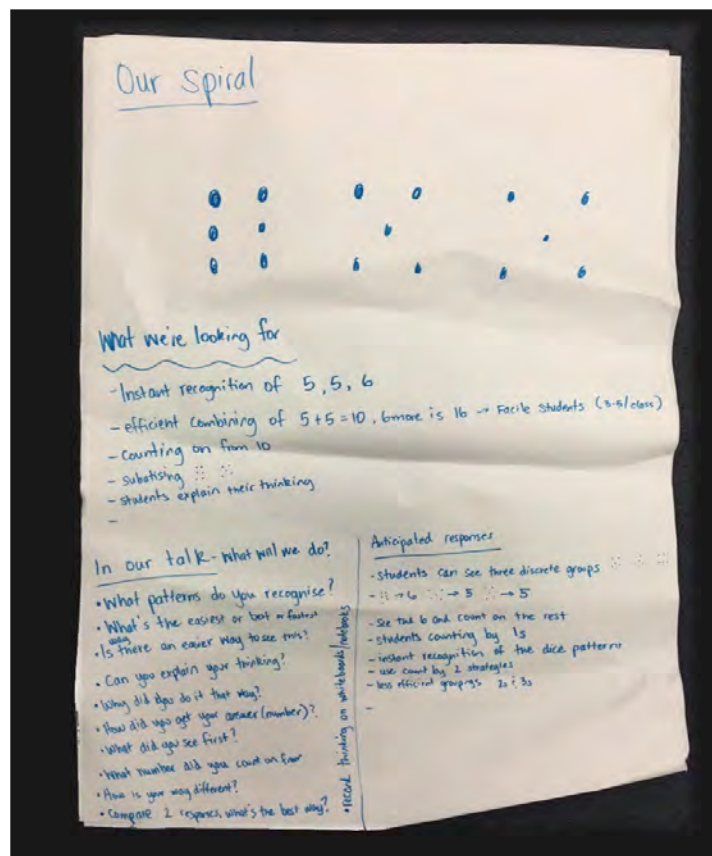 Our Spiral
What we're looking for
- Instant recognition of 5, 5, 6
- efficient combining of 5+5=10, 6 more is 16 → Facile Students (3-5/class)
- Counting on from 10
- subatising
- students explain their thinking
-
In our talk - what will we do?
• What patterns do you recognise?
• What's the easiest or best or fastest way
• Is there an easier way to see this?
• Can you explain your thinking?
• Why did you do it that way?
• How did you get your answer (number)?
• What did you see first?
• What number did you count on from
• How is your way different?
• Compare 2 responses, what's the best way?
• record thinking on whiteboards/notebooks
Anticipated responses
- students can see three discrete groups
- → 6 → 5 → 5
- see the 6 and count on the rest
- students counting by 1s
- instant recognition of the dice patterns
- use count by 2 strategies
- less efficient groupings 2s & 3s
-